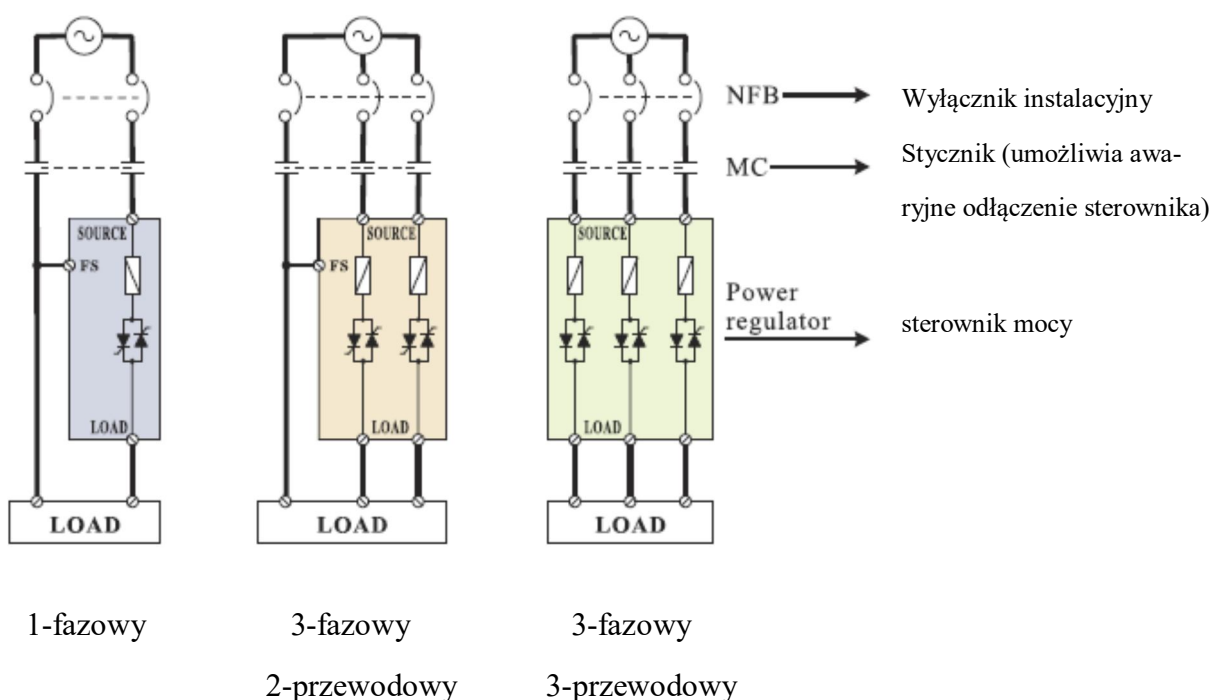 NFB
Wyłącznik instalacyjny
MC
Stycznik (umożliwia awa-
ryjne odłączenie sterownika)
SOURCE
FS
LOAD
LOAD
SOURCE
FS
LOAD
LOAD
SOURCE
LOAD
LOAD
Power
regulator
sterownik mocy
1-fazowy
3-fazowy
2-przewodowy
3-fazowy
3-przewodowy